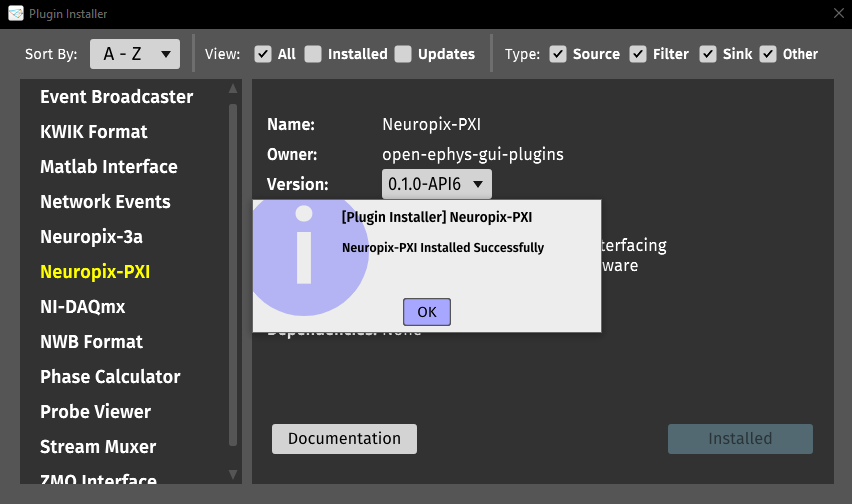 Plugin Installer
Sort By: A - Z View: All Installed Updates Type: Source Filter Sink Other
Event Broadcaster
KWIK Format
Matlab Interface
Network Events
Neuropix-3a
Neuropix-PXI
NI-DAQmx
NWB Format
Phase Calculator
Probe Viewer
Stream Muxer
ZMQ Interface
Name: Neuropix-PXI
Owner: open-ephys-gui-plugins
Version: 0.1.0-API6
[Plugin Installer] Neuropix-PXI
Neuropix-PXI Installed Successfully
OK
terfacing
ware
Dependencies: None
Documentation
Installed